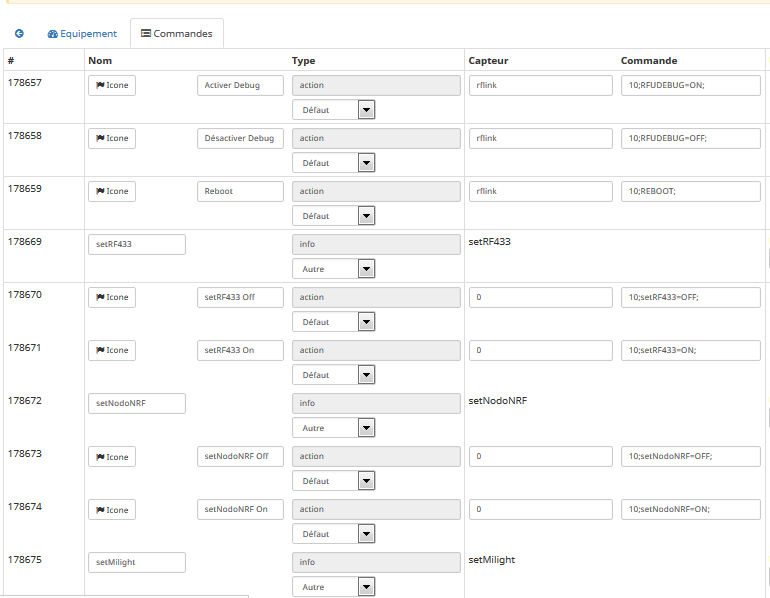 Equipement Commandes
# Nom Type Capteur Commande
178657 Icone Activer Debug action rflink 10;RFUDEBUG=ON;
Défaut
178658 Icone Désactiver Debug action rflink 10;RFUDEBUG=OFF;
Défaut
178659 Icone Reboot action rflink 10;REBOOT;
Défaut
178669 setRF433 info setRF433
Autre
178670 Icone setRF433 Off action 0 10;setRF433=OFF;
Défaut
178671 Icone setRF433 On action 0 10;setRF433=ON;
Défaut
178672 setNodoNRF info setNodoNRF
Autre
178673 Icone setNodoNRF Off action 0 10;setNodoNRF=OFF;
Défaut
178674 Icone setNodoNRF On action 0 10;setNodoNRF=ON;
Défaut
178675 setMilight info setMilight
Autre